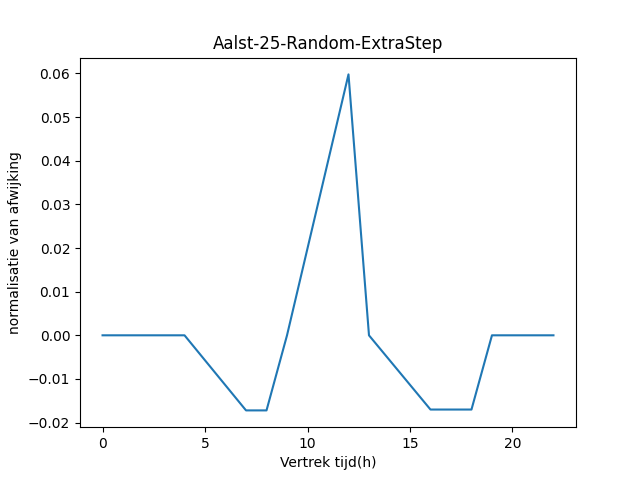 Aalst-25-Random-ExtraStep
normalisatie van afwijking
0.06
0.05
0.04
0.03
0.02
0.01
0.00
−0.01
−0.02
0 5 10 15 20
Vertrek tijd(h)